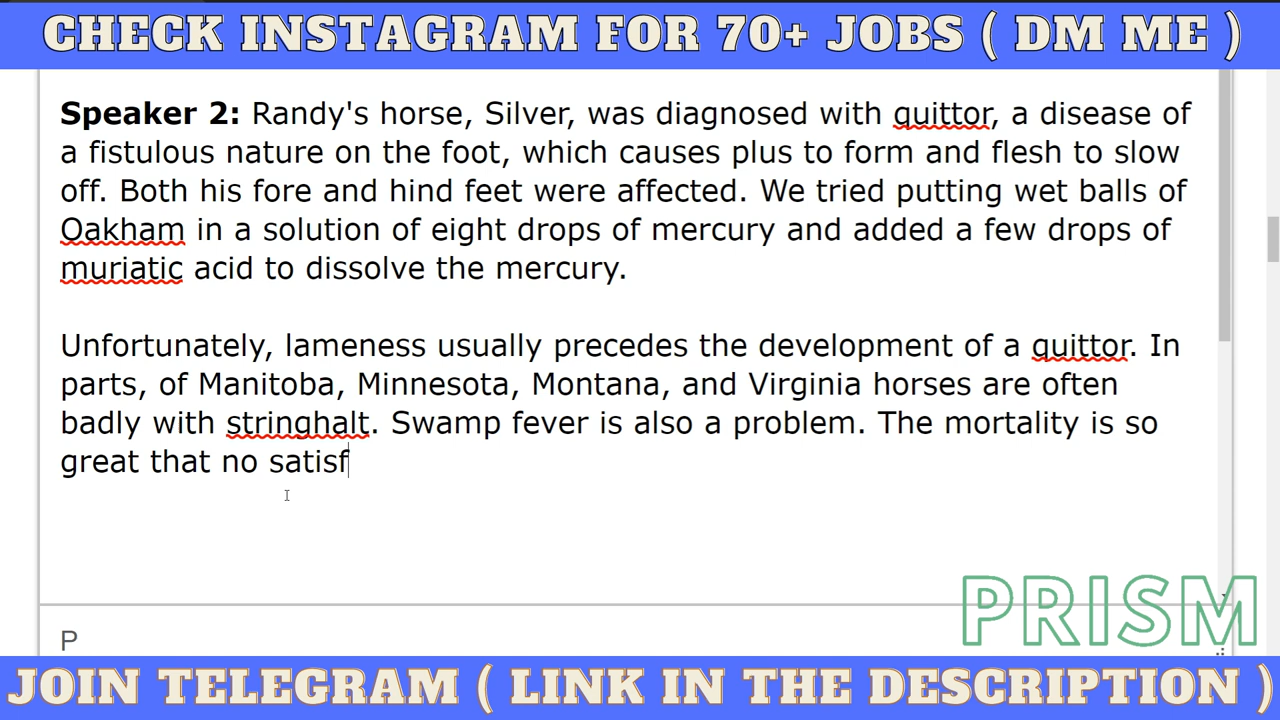 CHECK INSTAGRAM FOR 70+ JOBS ( DM ME )
Speaker 2: Randy's horse, Silver, was diagnosed with quittor, a disease of
a fistulous nature on the foot, which causes plus to form and flesh to slow
off. Both his fore and hind feet were affected. We tried putting wet balls of
Oakham in a solution of eight drops of mercury and added a few drops of
muriatic acid to dissolve the mercury.
Unfortunately, lameness usually precedes the development of a quittor. In
parts, of Manitoba, Minnesota, Montana, and Virginia horses are often
badly with stringhalt. Swamp fever is also a problem. The mortality is so
great that no satisf
PRISM
P
JOIN TELEGRAM ( LINK IN THE DESCRIPTION )